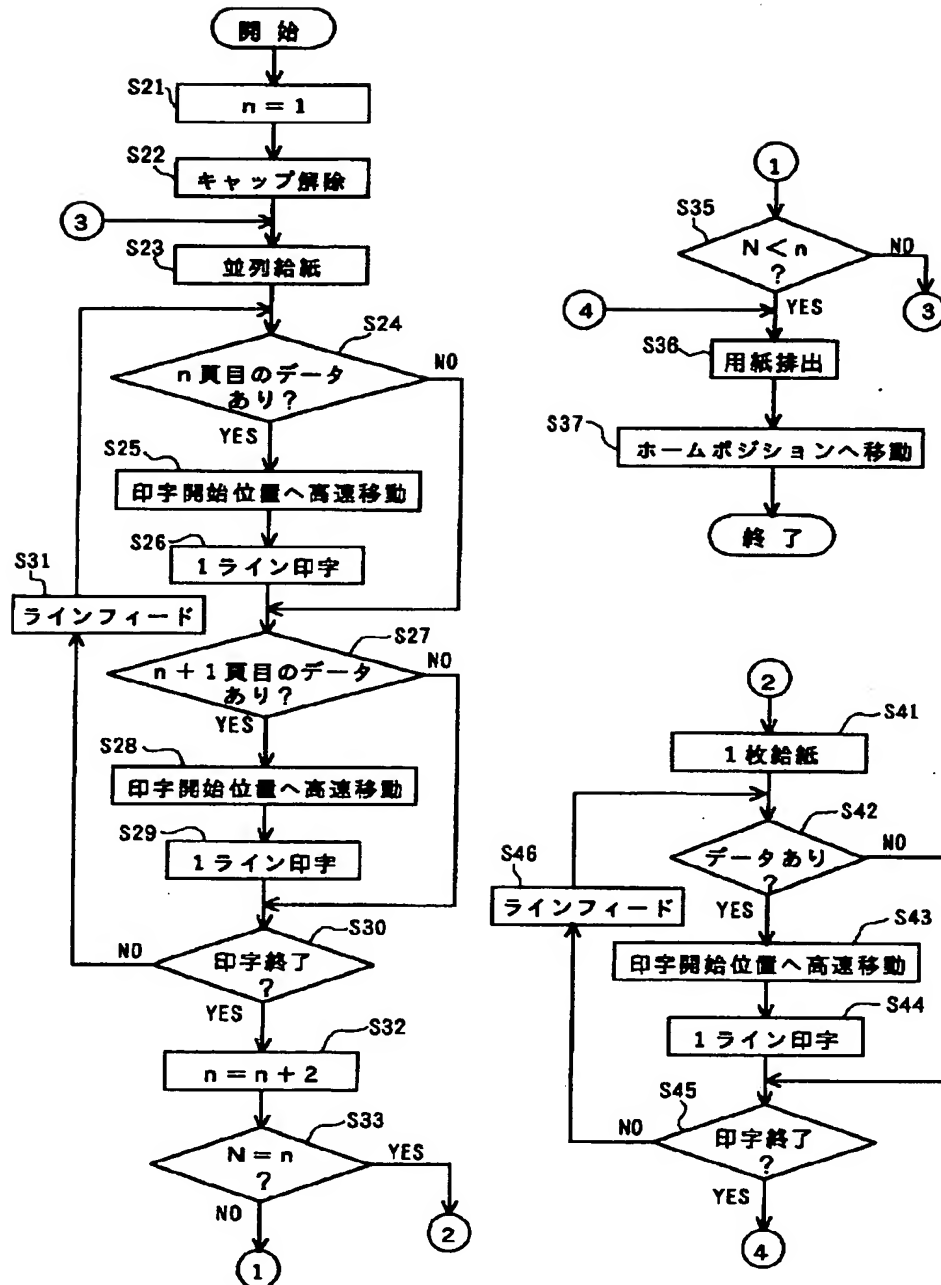 開始
S21
n = 1
S22
キャップ解除
3
S23
並列給紙
S24
n頁目のデータ
あり?
NO
YES
S25
印字開始位置へ高速移動
S26
1ライン印字
S31
ラインフィード
S27
n+1頁目のデータ
あり?
NO
YES
S28
印字開始位置へ高速移動
S29
1ライン印字
S30
印字終了
?
NO
YES
S32
n=n+2
S33
N=n
?
YES
NO
2
1
1
S35
N<n
?
NO
YES
3
4
S36
用紙排出
S37
ホームポジションへ移動
終了
2
S41
1枚給紙
S42
データあり
?
NO
YES
S46
ラインフィード
S43
印字開始位置へ高速移動
S44
1ライン印字
S45
印字終了
?
NO
YES
4